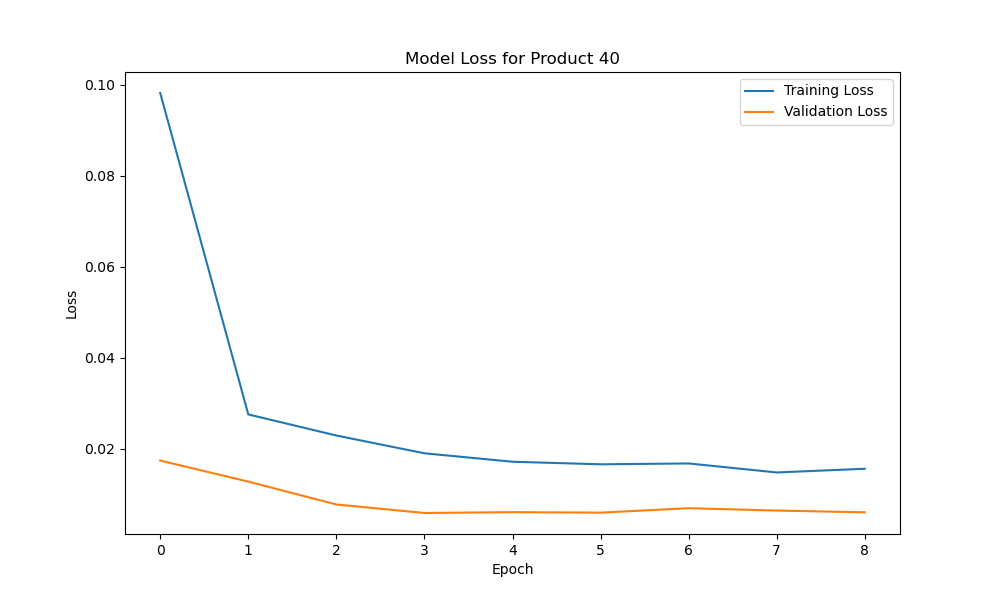 Model Loss for Product 40
Training Loss
Validation Loss
0.10
0.08
0.06
0.04
0.02
Loss
0 1 2 3 4 5 6 7 8
Epoch